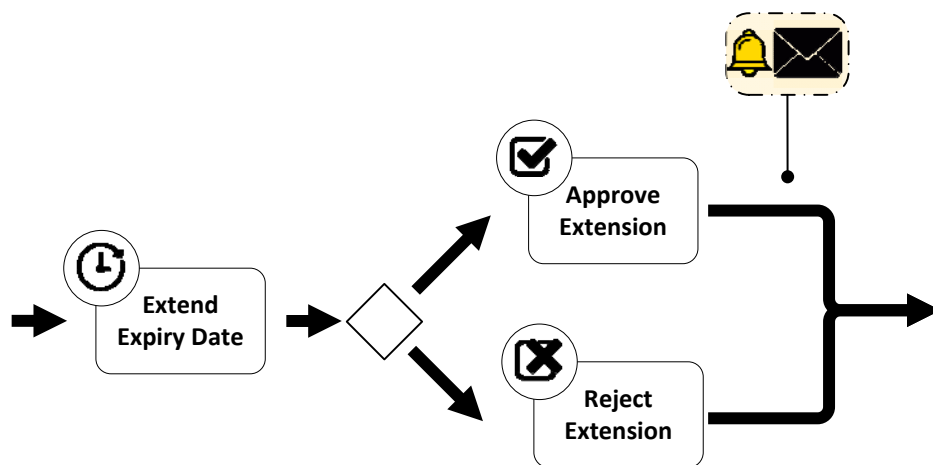 Approve
Extension
Extend
Expiry Date
Reject
Extension